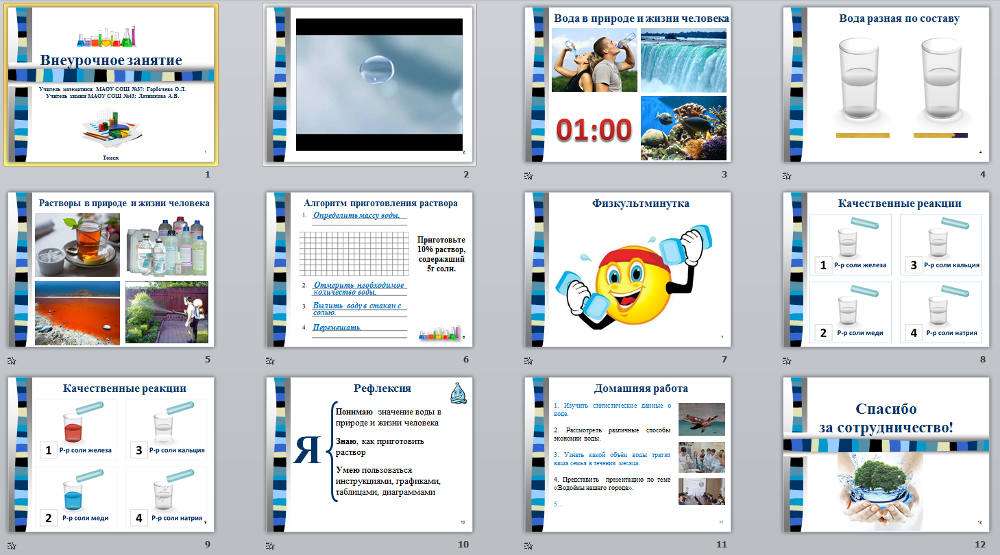 Внеурочное занятие
Учитель математики МАОУ СОШ №37: Горбачева О.Л.
Учитель химии МАОУ СОШ №43: Латникова А.В.
Томск
1
1
2
2
Вода в природе и жизни человека
01:00
3
Вода разная по составу
4
4
Растворы в природе и жизни человека
5
Алгоритм приготовления раствора
1. Определить массу воды.
Приготовьте
10% раствор,
содержащий
5г соли.
2. Отмерить необходимое
количество воды.
3. Вылить воду в стакан с
солью.
4. Перемешать.
6
6
Физкультминутка
7
7
Качественные реакции
1 Р-р соли железа
3 Р-р соли кальция
2 Р-р соли меди
4 Р-р соли натрия
8
Качественные реакции
1 Р-р соли железа
3 Р-р соли кальция
2 Р-р соли меди
4 Р-р соли натрия
9
9
Рефлексия
Я
Понимаю значение воды в
природе и жизни человека
Знаю, как приготовить
раствор
Умею пользоваться
инструкциями, графиками,
таблицами, диаграммами
10
10
Домашняя работа
1. Изучить статистические данные о
воде.
2. Рассмотреть различные способы
экономии воды.
3. Узнать какой объём воды тратит
ваша семья в течении месяца.
4. Представить презентацию по теме
«Водоёмы нашего города».
5...
11
11
Спасибо
за сотрудничество!
12
12